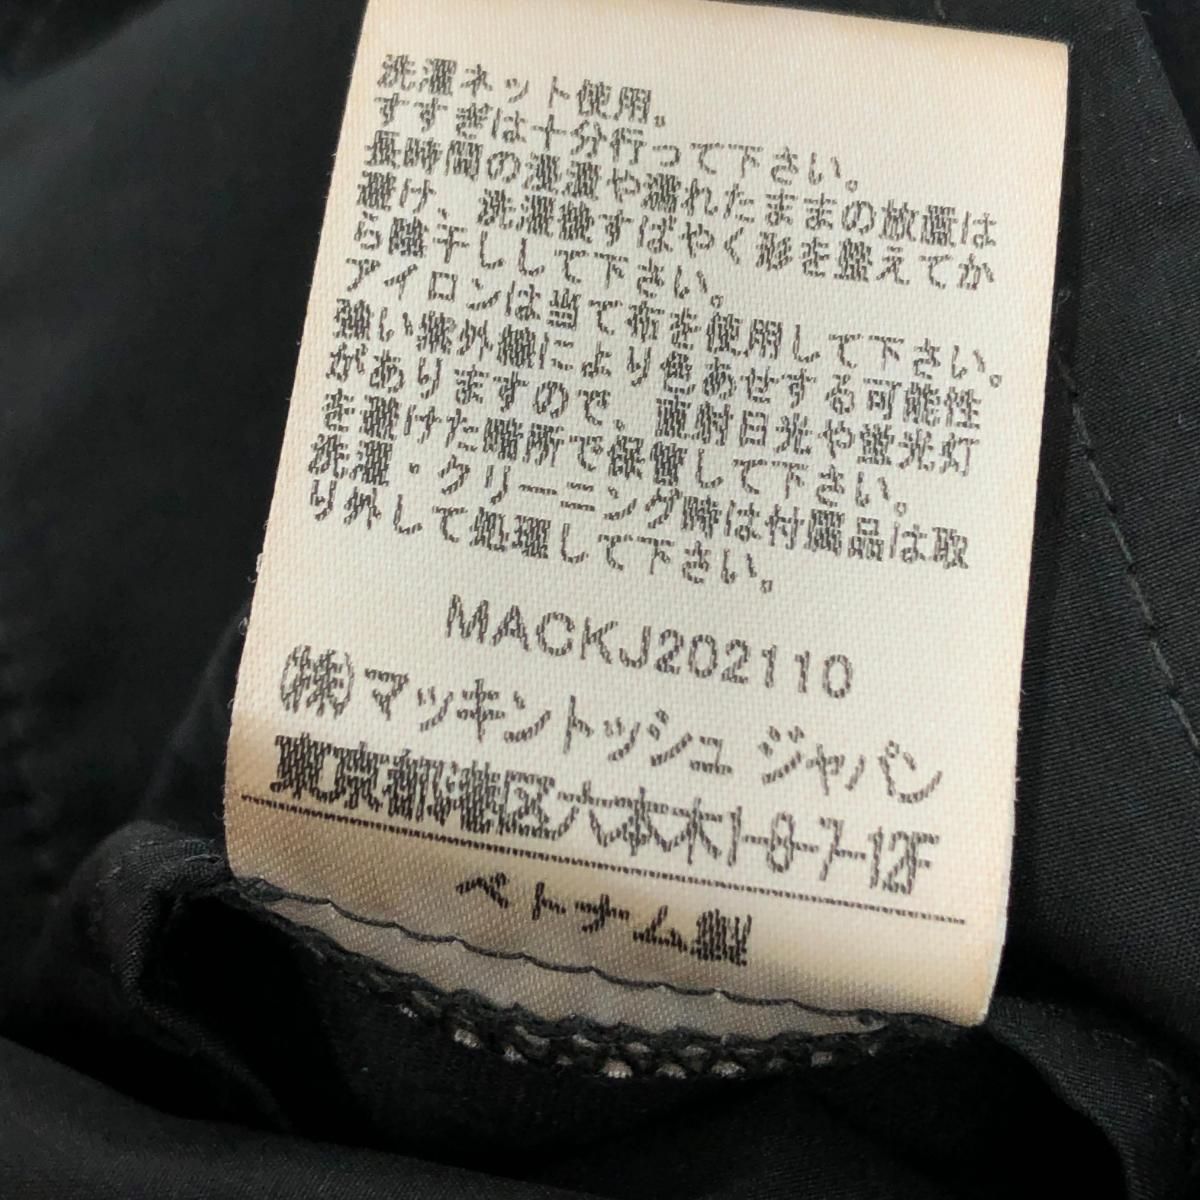 洗濯ネット使用。
すすぎは十分行って下さい。
長時間の浸漬や濡れたままの放置は
避け、洗濯後すばやく形を整えてか
ら陰干しして下さい。
アイロンは当て布を使用して下さい。
強い紫外線により色あせする可能性
がありますので、直射日光や蛍光灯
を避けた暗所で保管して下さい。
洗濯・クリーニング時は付属品は取
り外して処理して下さい。
MACKJ202110
㈱マッキントッシュ ジャパン
東京都港区六本木1-8-7-12F
ベトナム製